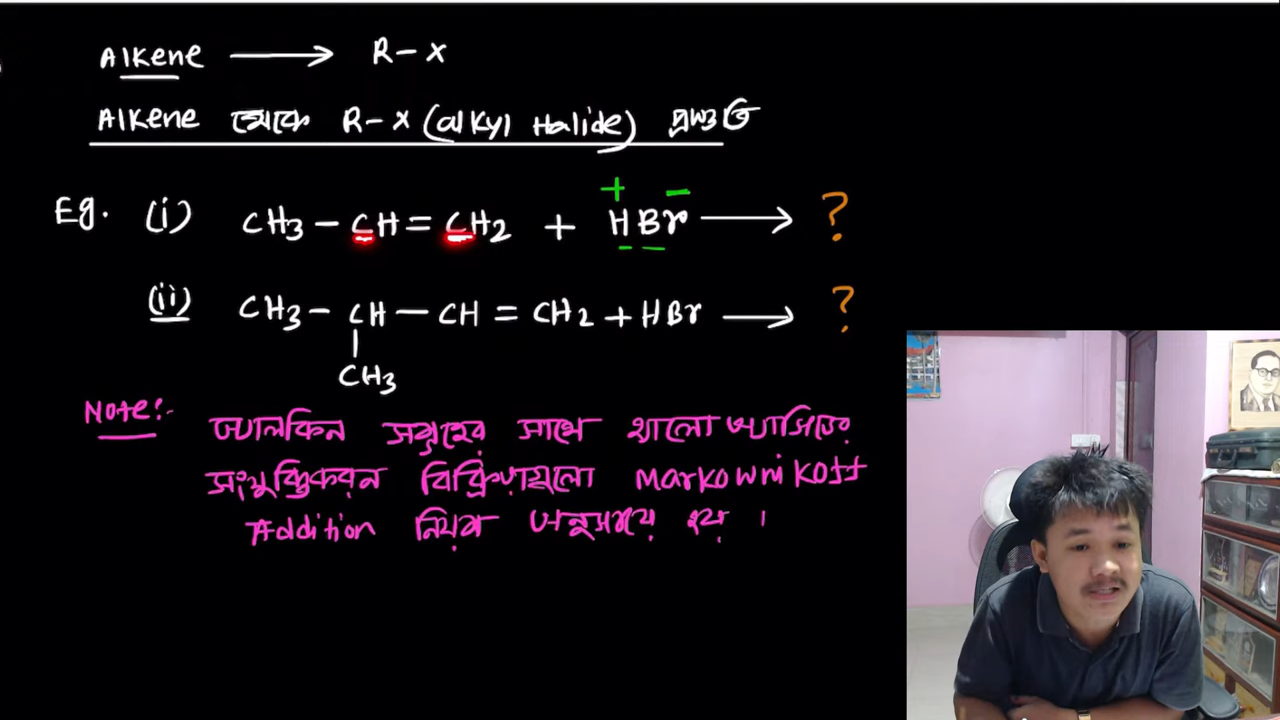 Alkene ⟶ R-X
Alkene থেকে R-X (alkyl Halide) প্রস্তুতি
Eg. (i) CH3 - CH = CH2 + HBr ⟶ ?
+ -
(ii) CH3 - CH - CH = CH2 + HBr ⟶ ?
|
CH3
Note:- অ্যালকিন সমূহের সাথে হ্যালো অ্যাসিডের
সংযুক্তিকরন বিক্রিয়াগুলো Markownikoff
Addition নিয়ম অনুসারে হয় ।